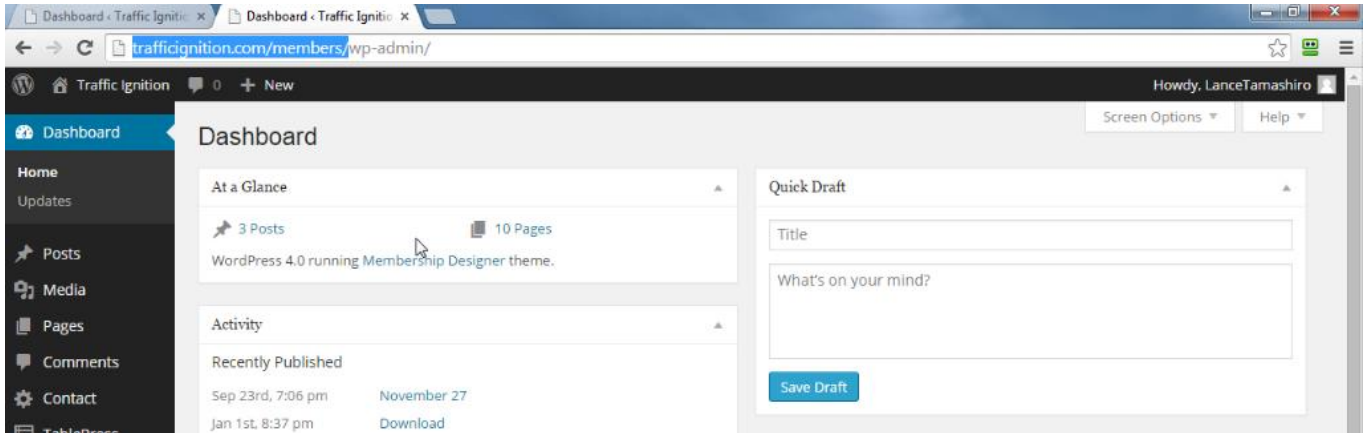 Dashboard ‹ Traffic Ignitio Dashboard ‹ Traffic Ignitio
trafficignition.com/members/wp-admin/
Traffic Ignition 0 + New Howdy, LanceTamashiro
Screen Options Help
Dashboard
Home
Updates
Posts
Media
Pages
Comments
Contact
TablePress
Dashboard
At a Glance
3 Posts 10 Pages
WordPress 4.0 running Membership Designer theme.
Activity
Recently Published
Sep 23rd, 7:06 pm November 27
Jan 1st, 8:37 pm Download
Quick Draft
Title
What's on your mind?
Save Draft